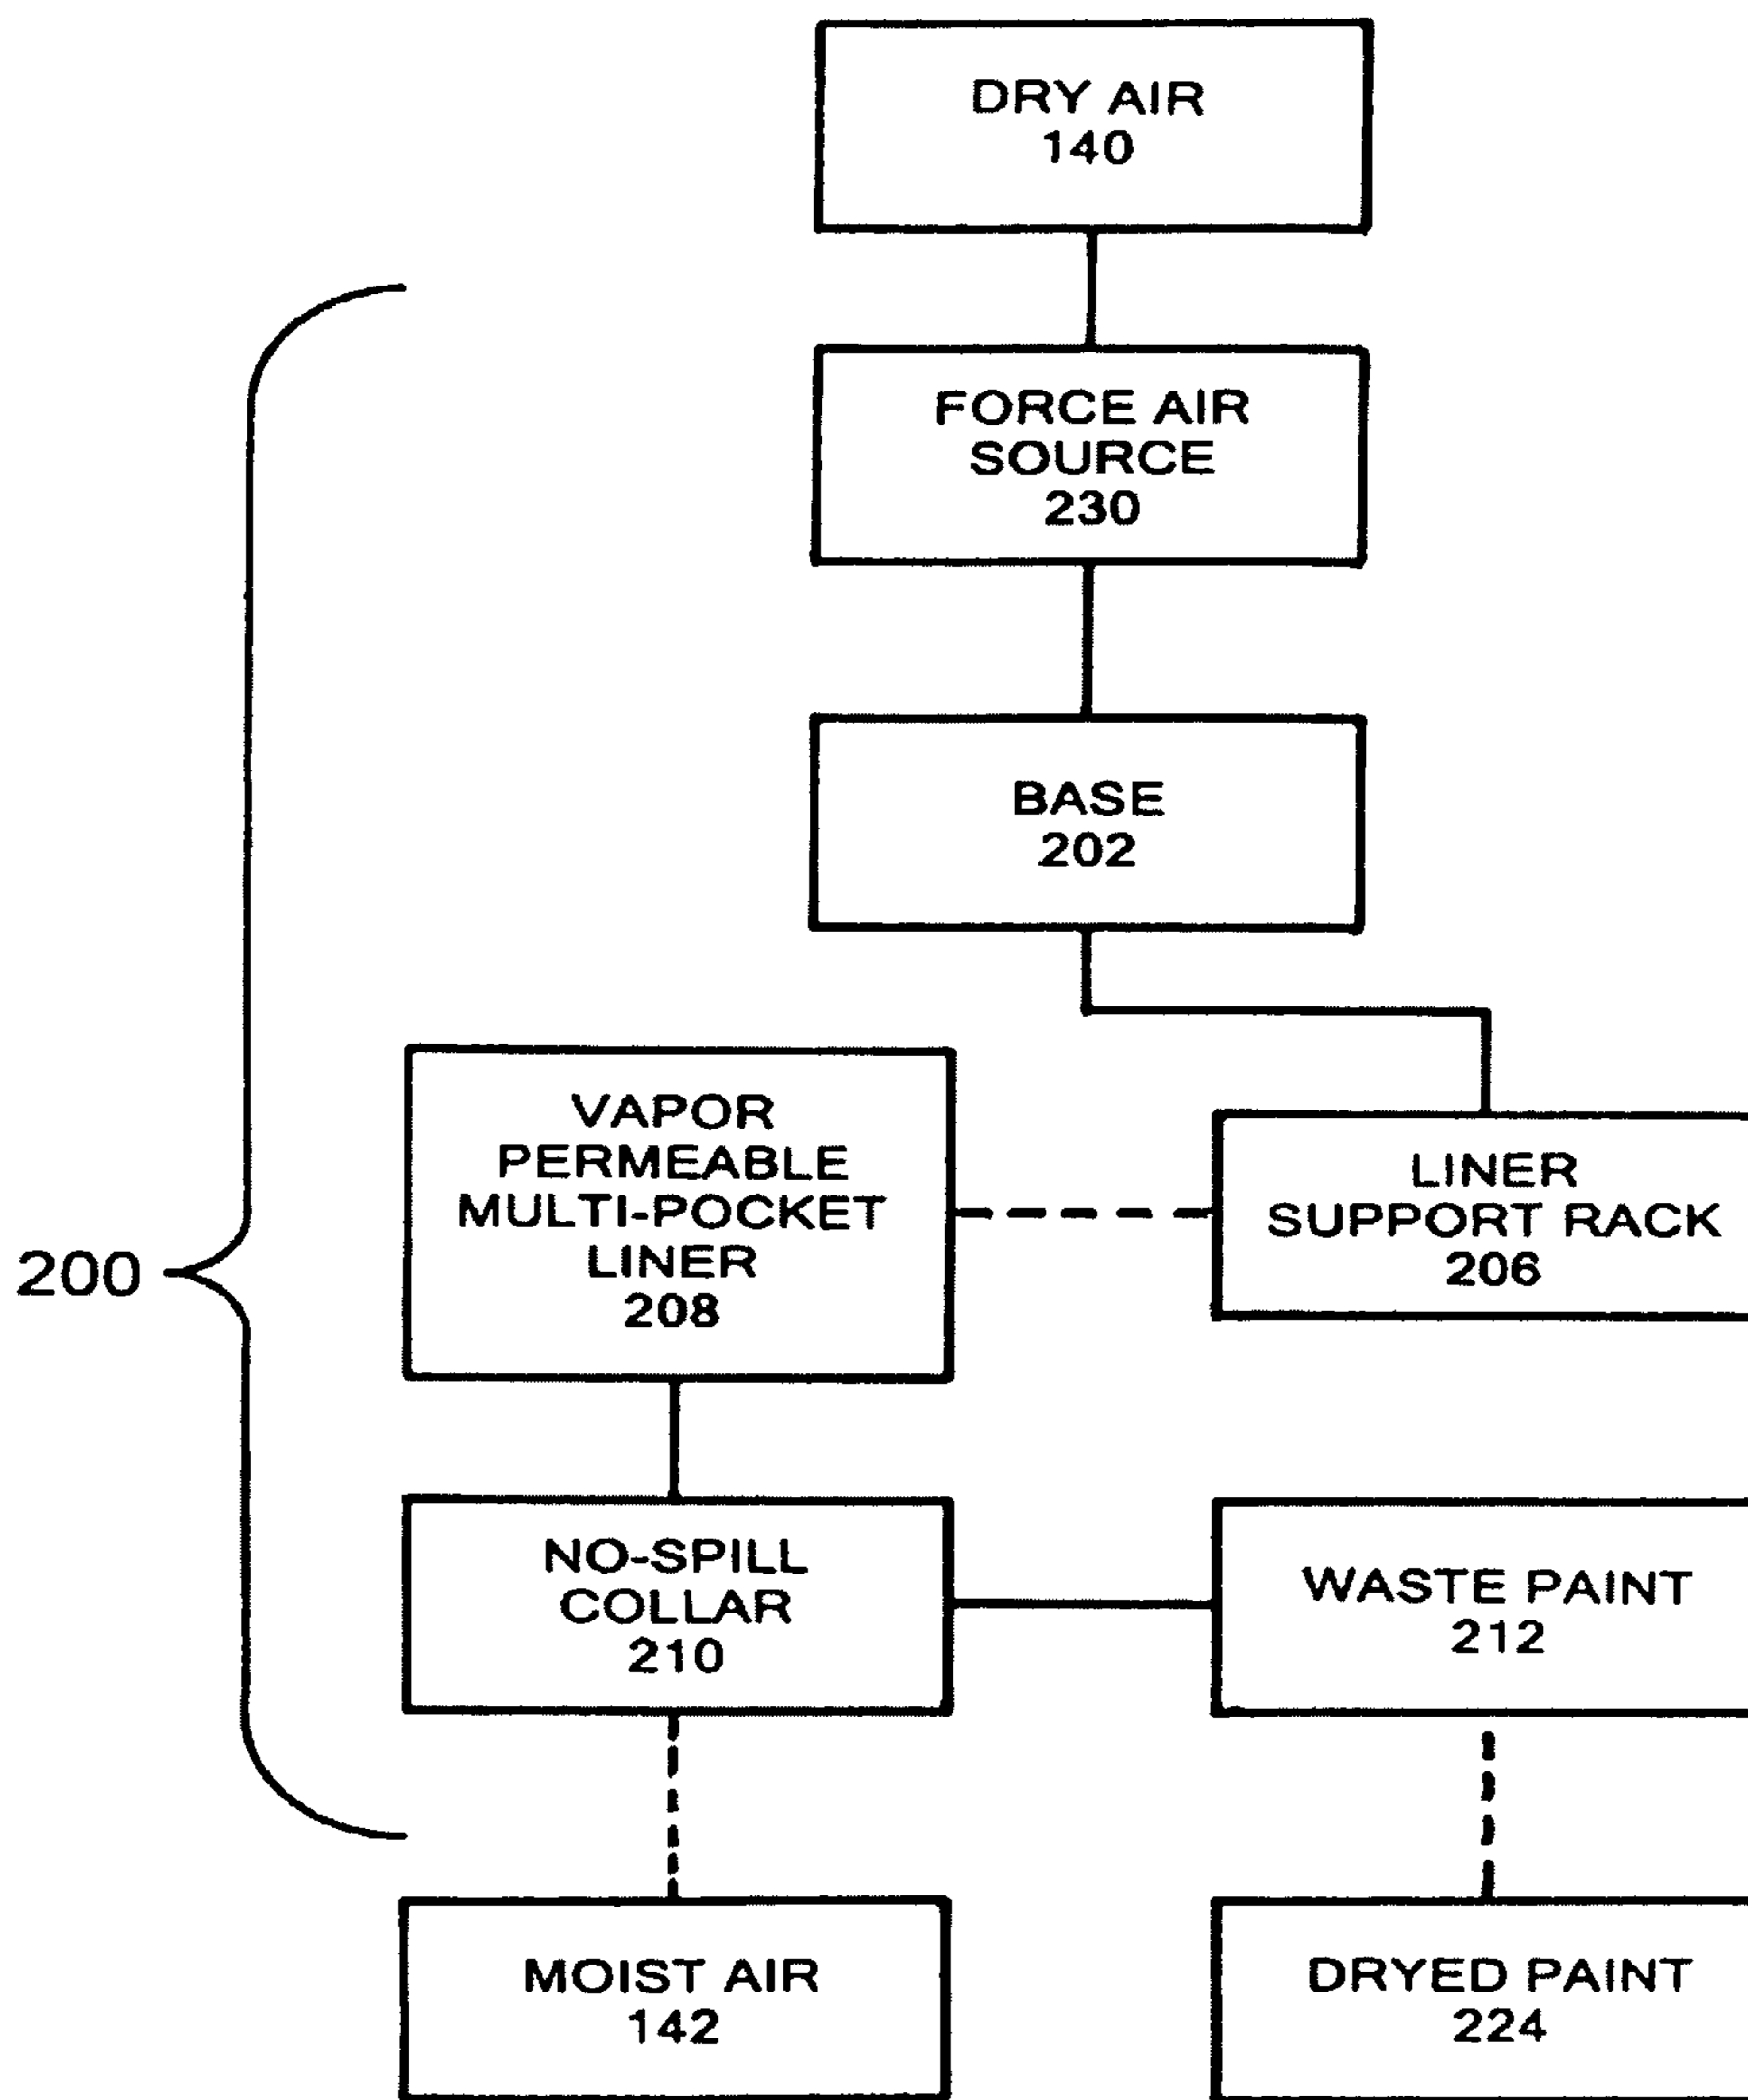 DRY AIR
140
FORCE AIR
SOURCE
230
BASE
202
VAPOR
PERMEABLE
MULTI-POCKET
LINER
208
LINER
SUPPORT RACK
206
200
NO-SPILL
COLLAR
210
WASTE PAINT
212
MOIST AIR
142
DRYED PAINT
224